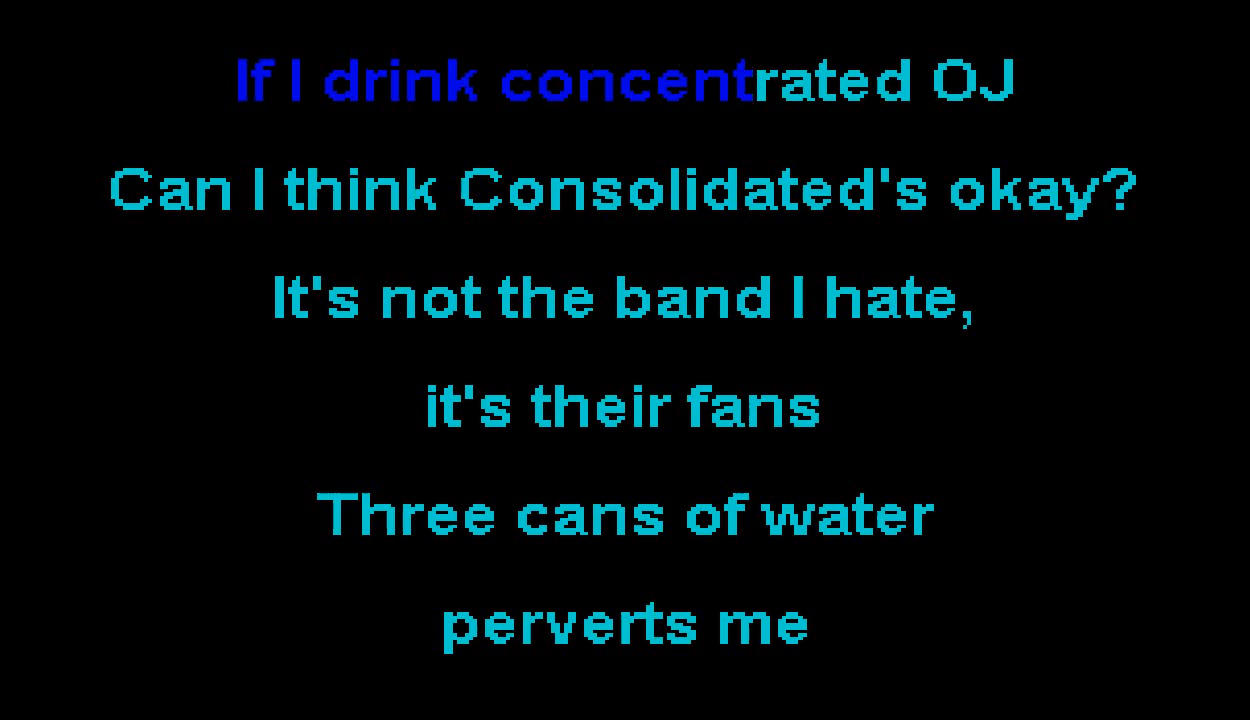 If I drink concentrated OJ
Can I think Consolidated's okay?
It's not the band I hate,
it's their fans
Three cans of water
perverts me